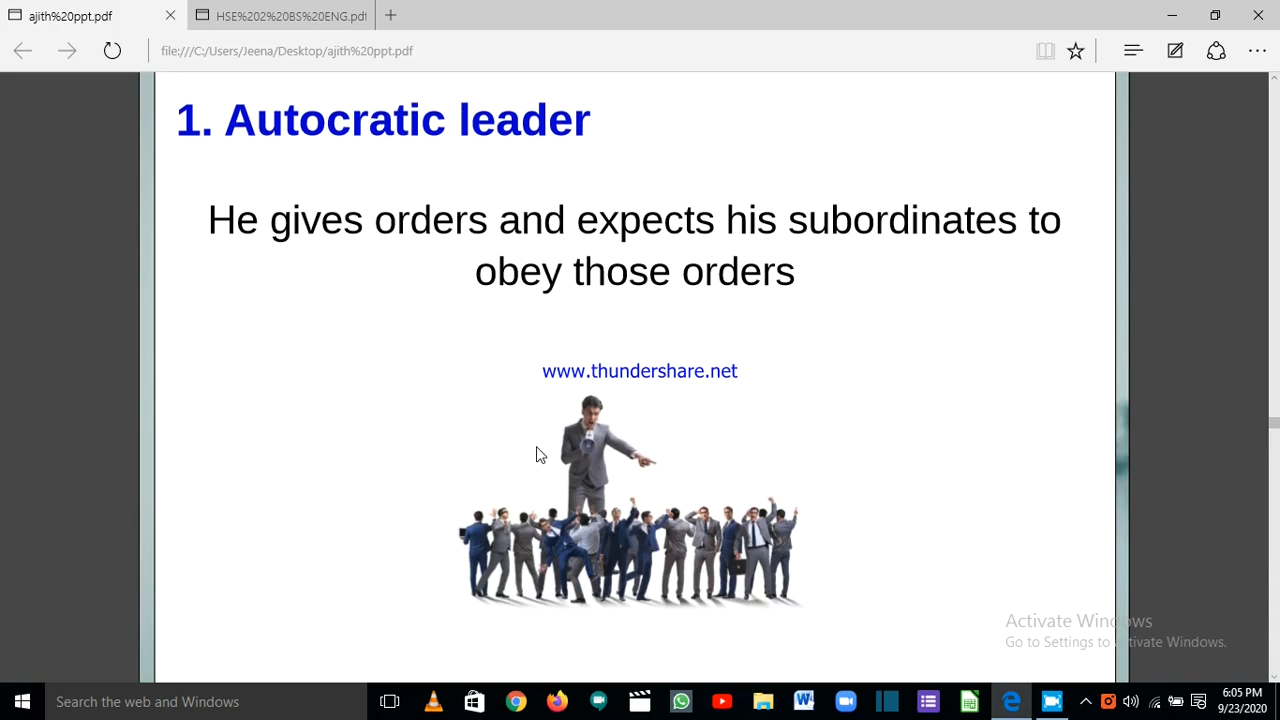 ajith%20ppt.pdf
HSE%202%20BS%20ENG.pdf
file:///C:/Users/Jeena/Desktop/ajith%20ppt.pdf
1. Autocratic leader
He gives orders and expects his subordinates to
obey those orders
www.thundershare.net
Activate Windows
Go to Settings to activate Windows.
Search the web and Windows
6:05 PM
9/23/2020